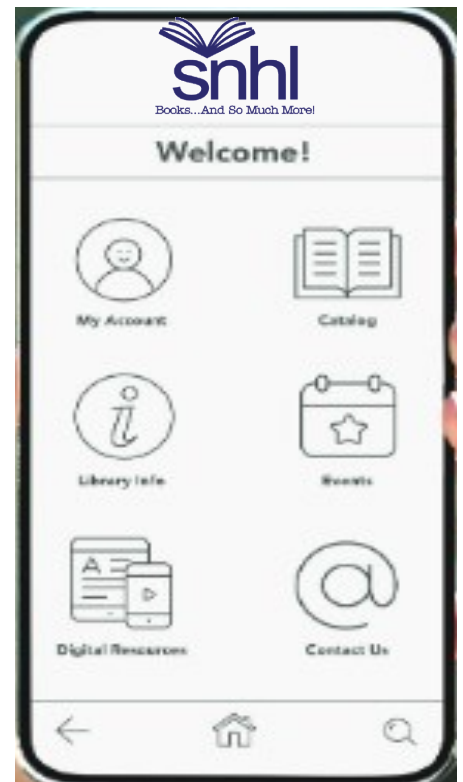 snhl
Books...And So Much More!
Welcome!
My Account
Catalog
Library Info
Events
Digital Resources
Contact Us